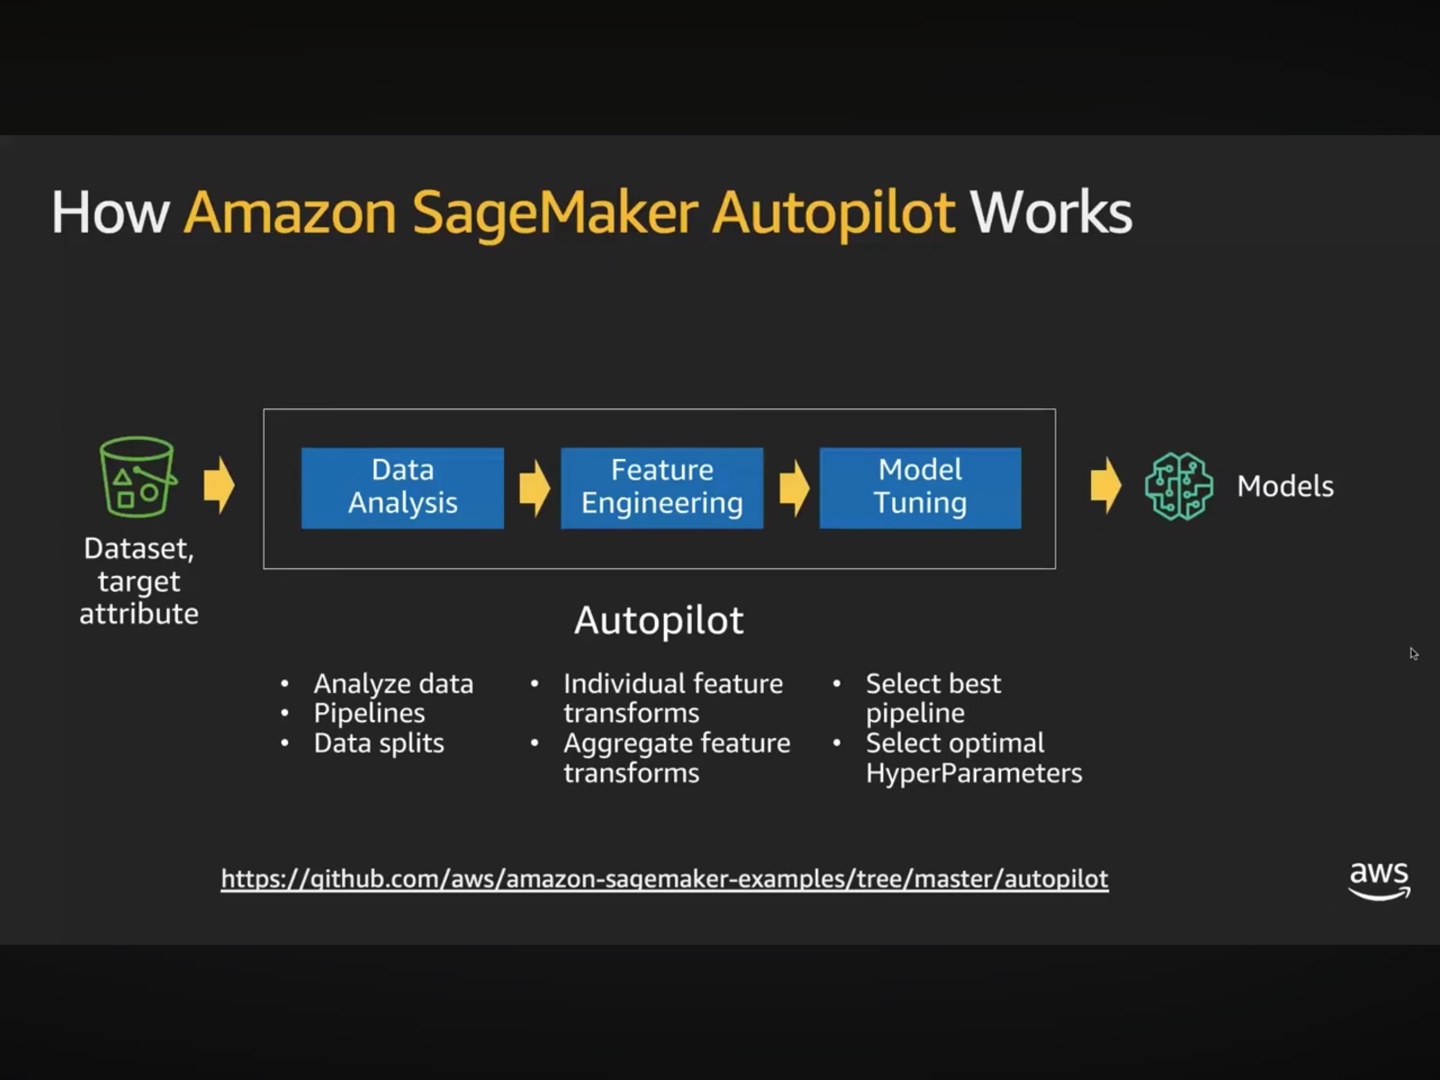 How Amazon SageMaker Autopilot Works
Dataset,
target
attribute
Data
Analysis
Feature
Engineering
Model
Tuning
Models
Autopilot
• Analyze data
• Pipelines
• Data splits
• Individual feature
transforms
• Aggregate feature
transforms
• Select best
pipeline
• Select optimal
HyperParameters
https://github.com/aws/amazon-sagemaker-examples/tree/master/autopilot
aws